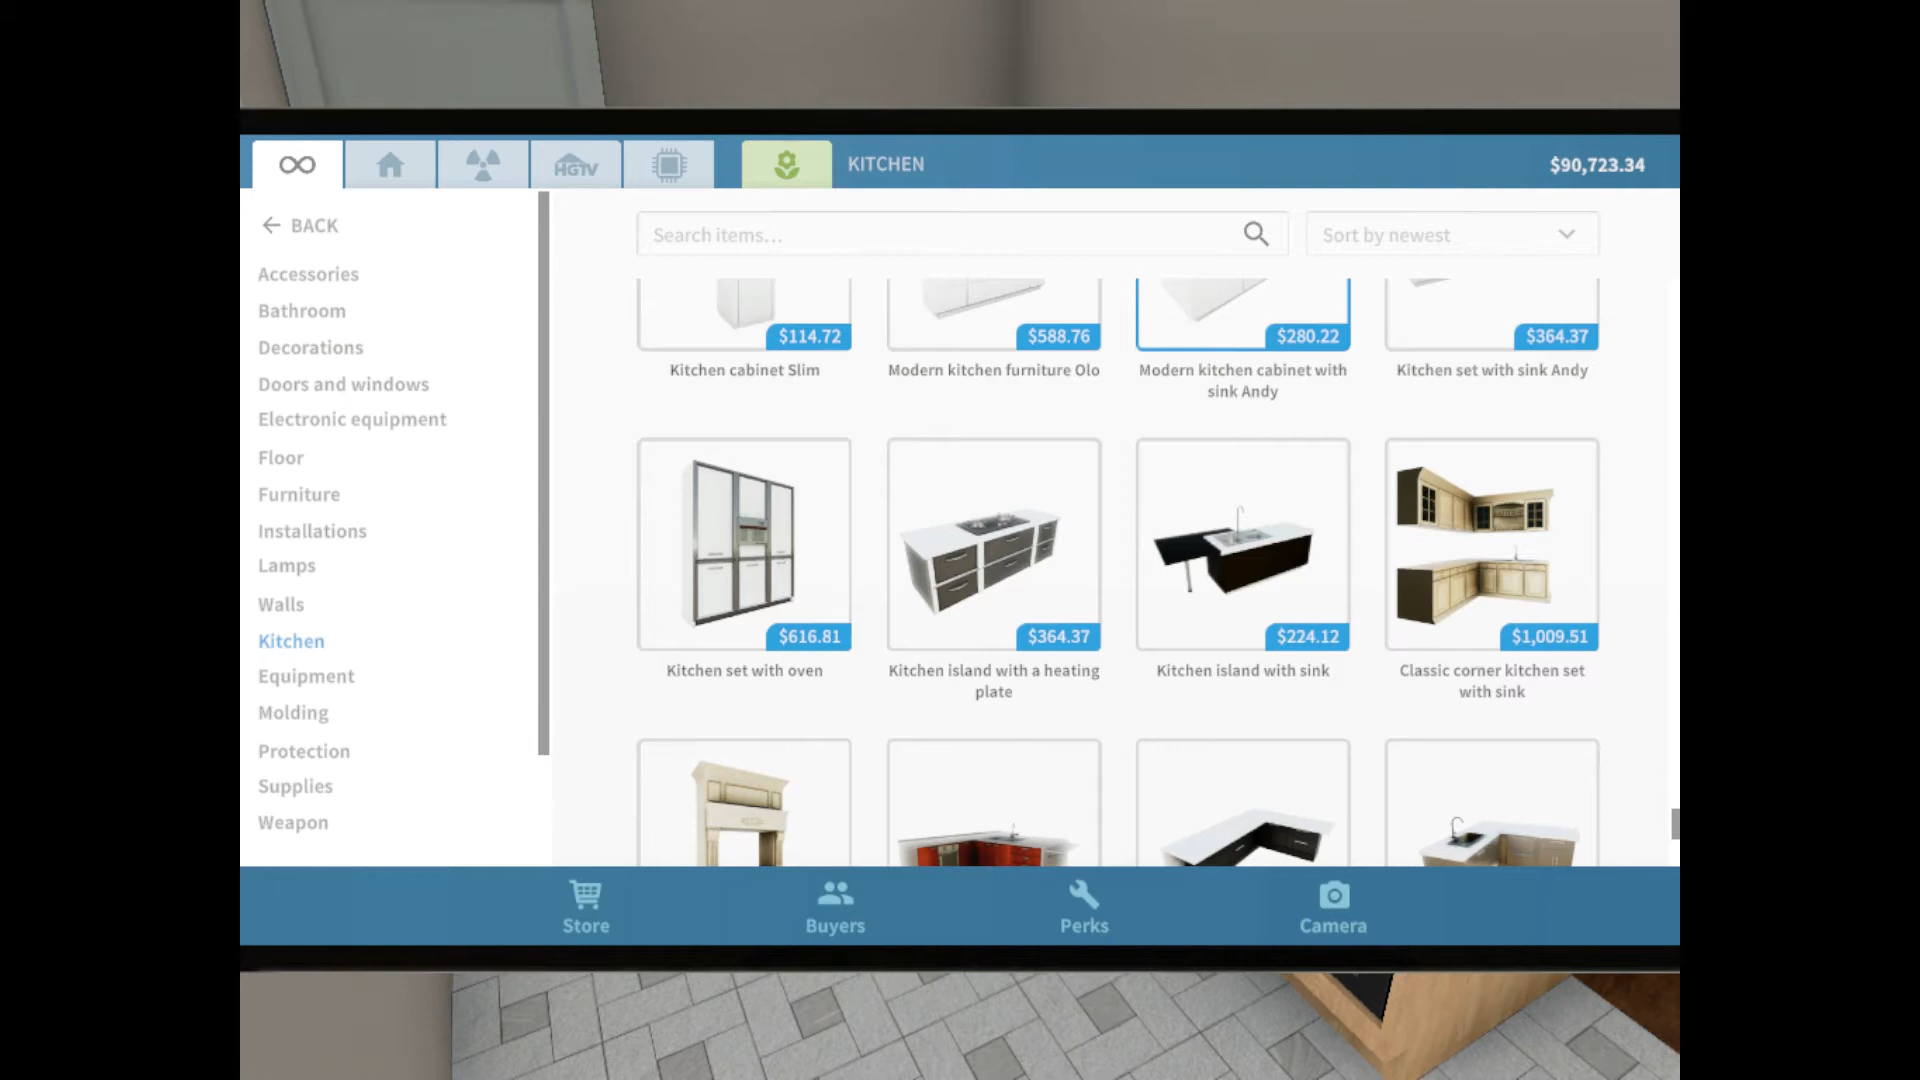 HGTV
KITCHEN
$90,723.34
BACK
Search items...
Sort by newest
Accessories
Bathroom
Decorations
Doors and windows
Electronic equipment
Floor
Furniture
Installations
Lamps
Walls
Kitchen
Equipment
Molding
Protection
Supplies
Weapon
$114.72
$588.76
$280.22
$364.37
Kitchen cabinet Slim
Modern kitchen furniture Olo
Modern kitchen cabinet with
sink Andy
Kitchen set with sink Andy
$616.81
$364.37
$224.12
$1,009.51
Kitchen set with oven
Kitchen island with a heating
plate
Kitchen island with sink
Classic corner kitchen set
with sink
Store
Buyers
Perks
Camera